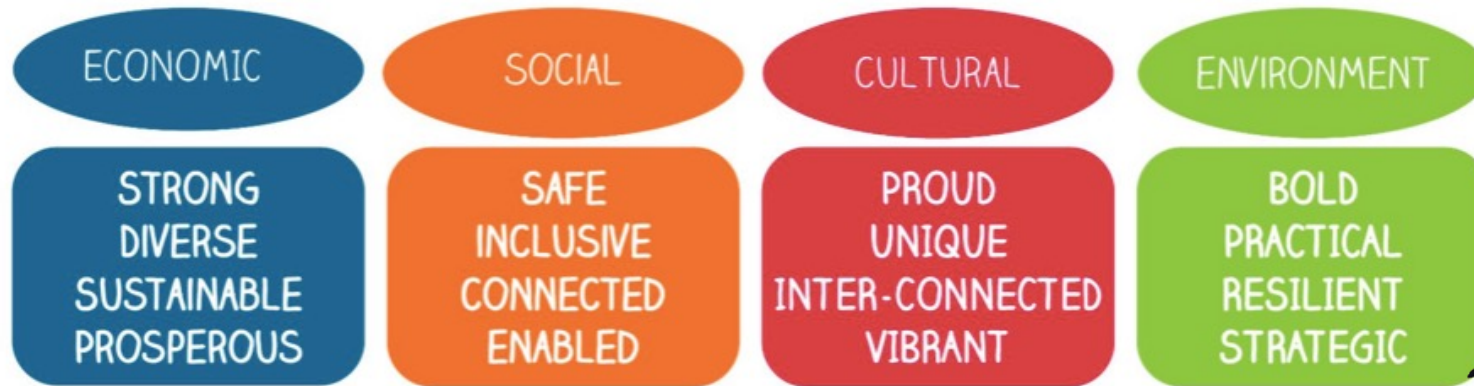 ECONOMIC
STRONG
DIVERSE
SUSTAINABLE
PROSPEROUS
SOCIAL
SAFE
INCLUSIVE
CONNECTED
ENABLED
CULTURAL
PROUD
UNIQUE
INTER-CONNECTED
VIBRANT
ENVIRONMENT
BOLD
PRACTICAL
RESILIENT
STRATEGIC